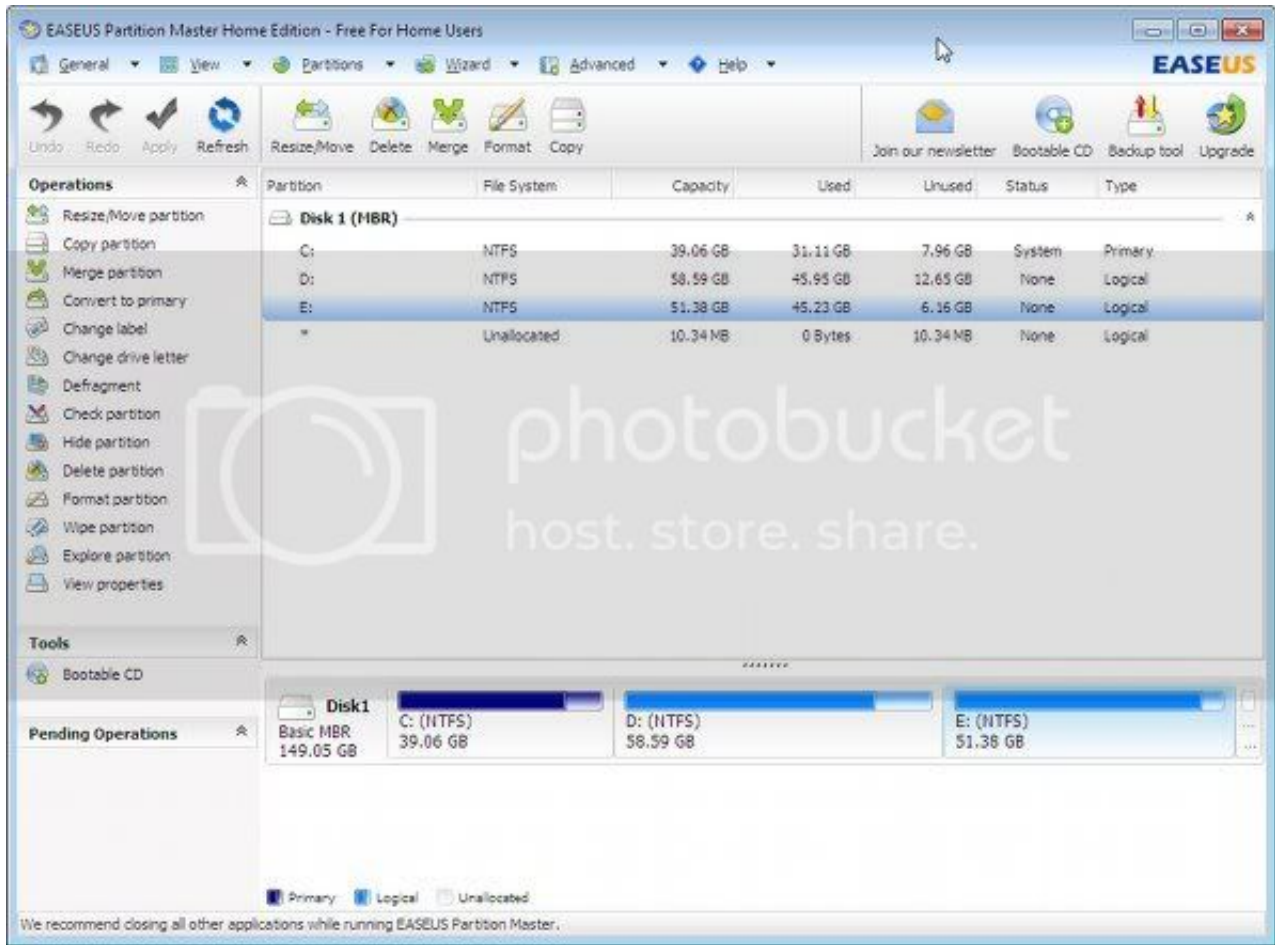 EASEUS Partition Master Home Edition - Free For Home Users
General View Partitions Wizard Advanced Help EASEUS
Undo Redo Apply Refresh Resize/Move Delete Merge Format Copy Join our newsletter Bootable CD Backup tool Upgrade
Operations
Resize/Move partition
Copy partition
Merge partition
Convert to primary
Change label
Change drive letter
Defragment
Check partition
Hide partition
Delete partition
Format partition
Wipe partition
Explore partition
View properties
Tools
Bootable CD
Pending Operations
Partition File System Capacity Used Unused Status Type
Disk 1 (MBR)
C: NTFS 39.06 GB 31.11 GB 7.96 GB System Primary
D: NTFS 58.59 GB 45.95 GB 12.65 GB None Logical
E: NTFS 51.38 GB 45.23 GB 6.16 GB None Logical
* Unallocated 10.34 MB 0 Bytes 10.34 MB None Logical
photobucket
host. store. share.
Disk1
Basic MBR
149.05 GB
C: (NTFS)
39.06 GB
D: (NTFS)
58.59 GB
E: (NTFS)
51.38 GB
...
...
Primary Logical Unallocated
We recommend closing all other applications while running EASEUS Partition Master.